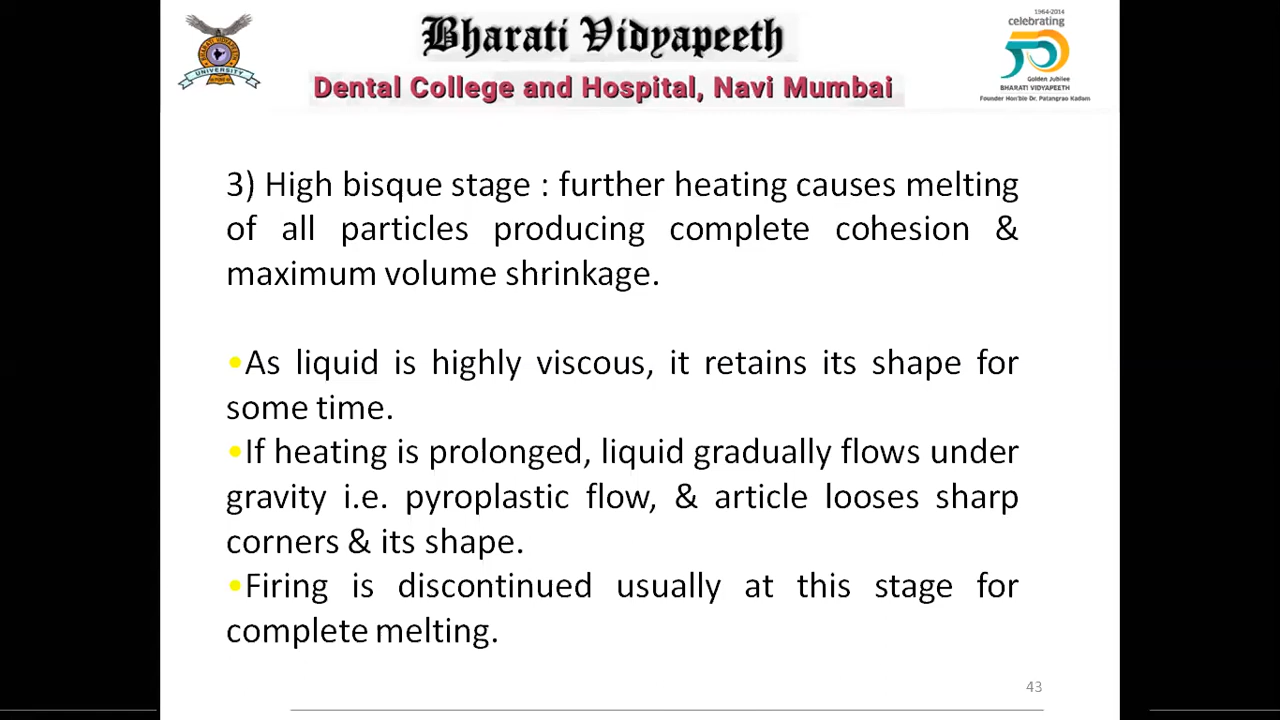 Bharati Vidyapeeth
Dental College and Hospital, Navi Mumbai
1964-2014
celebrating
50
Golden Jubilee
BHARATI VIDYAPEETH
Founder Hon'ble Dr. Patangrao Kadam
UNIVERSITY
3) High bisque stage : further heating causes melting
of all particles producing complete cohesion &
maximum volume shrinkage.
•As liquid is highly viscous, it retains its shape for
some time.
•If heating is prolonged, liquid gradually flows under
gravity i.e. pyroplastic flow, & article looses sharp
corners & its shape.
•Firing is discontinued usually at this stage for
complete melting.
43